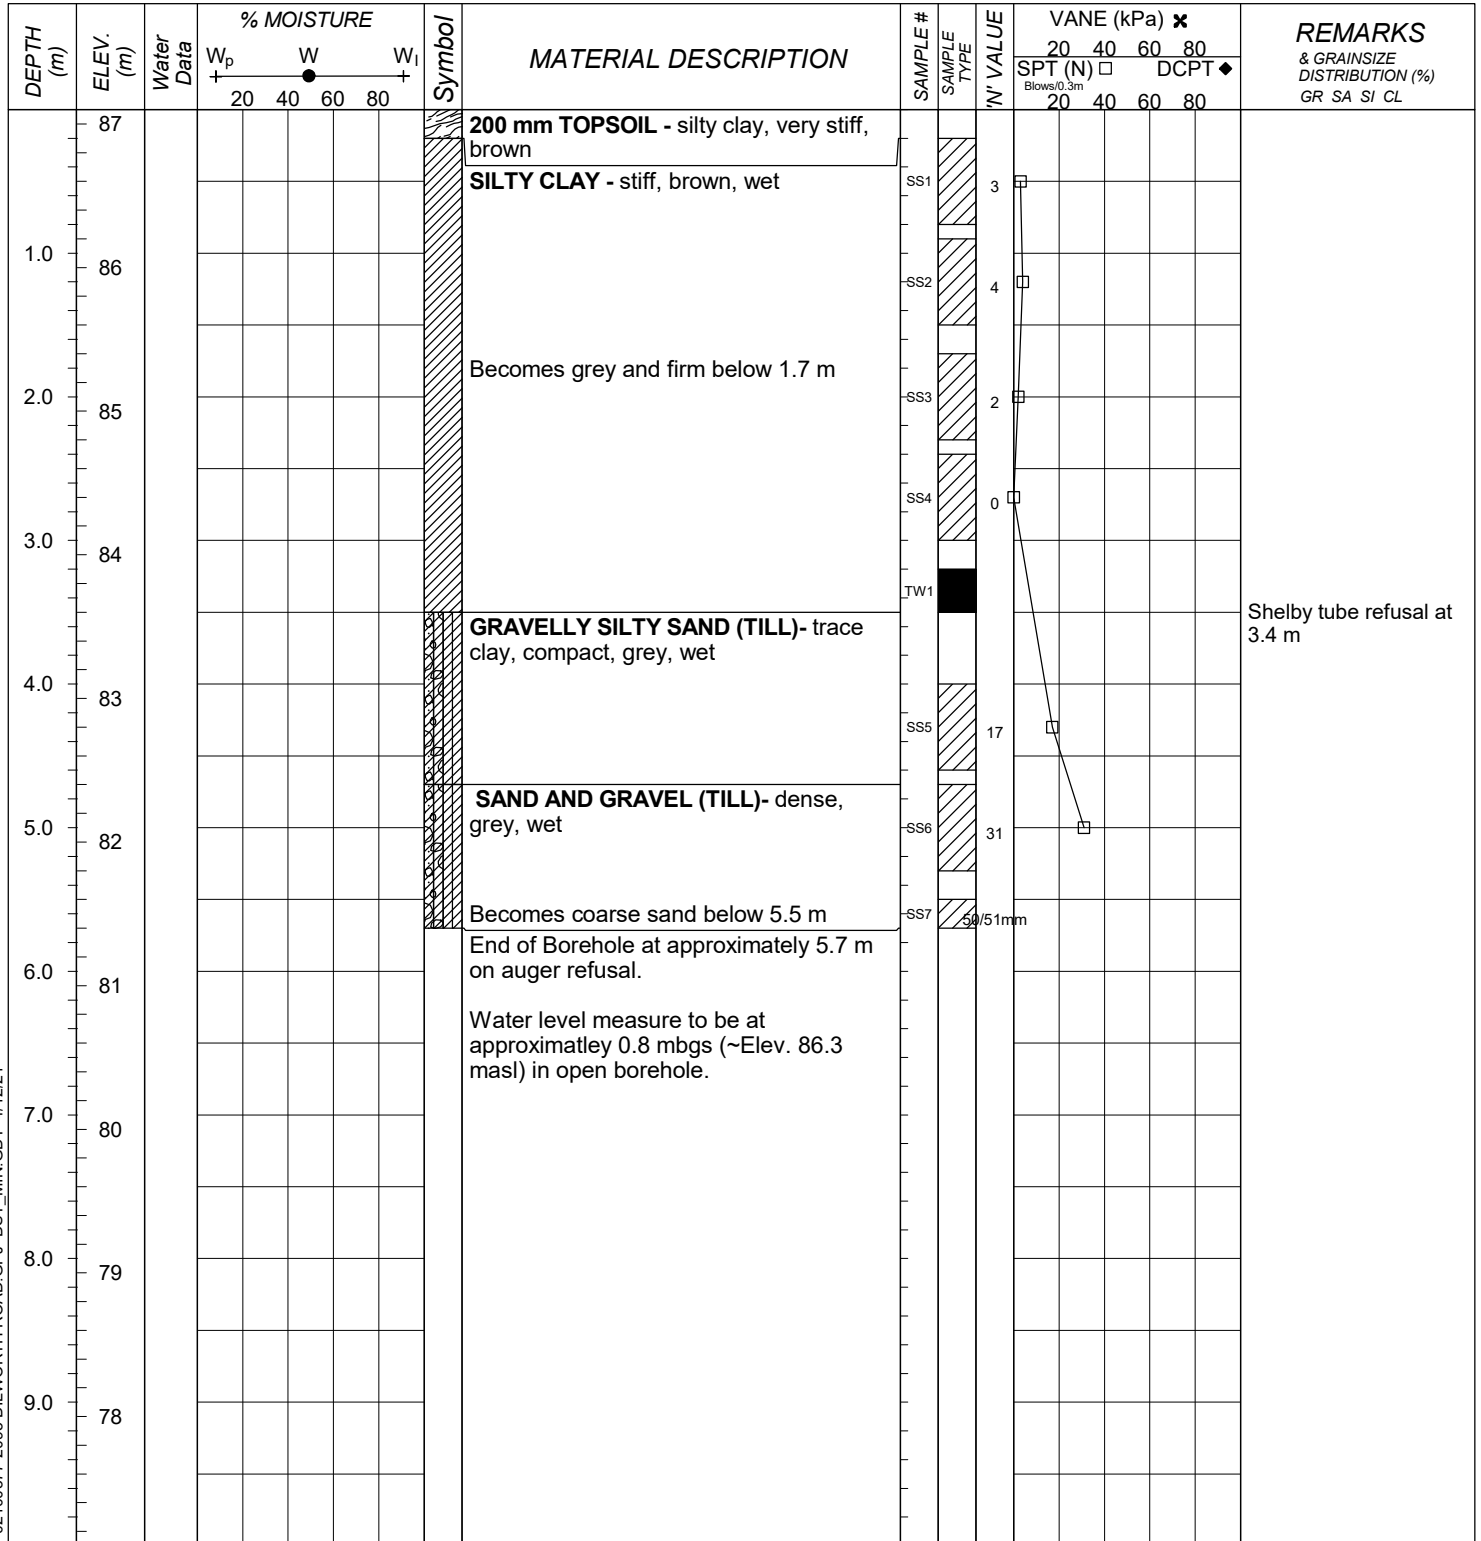 DEPTH (m)
ELEV. (m)
Water Data
% MOISTURE
Wp W Wl
20 40 60 80
Symbol
MATERIAL DESCRIPTION
SAMPLE #
SAMPLE TYPE
'N' VALUE
VANE (kPa) ✖
20 40 60 80
SPT (N) □ DCPT ◆
Blows/0.3m
20 40 60 80
REMARKS
& GRAINSIZE
DISTRIBUTION (%)
GR SA SI CL
87
200 mm TOPSOIL - silty clay, very stiff,
brown
SILTY CLAY - stiff, brown, wet
SS1 3
1.0
86
SS2 4
Becomes grey and firm below 1.7 m
2.0
85
SS3 2
SS4 0
3.0
84
TW1
Shelby tube refusal at
3.4 m
GRAVELLY SILTY SAND (TILL)- trace
clay, compact, grey, wet
4.0
83
SS5 17
SAND AND GRAVEL (TILL)- dense,
grey, wet
5.0
82
SS6 31
Becomes coarse sand below 5.5 m
SS7 50/51mm
End of Borehole at approximately 5.7 m
on auger refusal.
6.0
81
Water level measure to be at
approximatley 0.8 mbgs (~Elev. 86.3
masl) in open borehole.
7.0
80
8.0
79
9.0
78